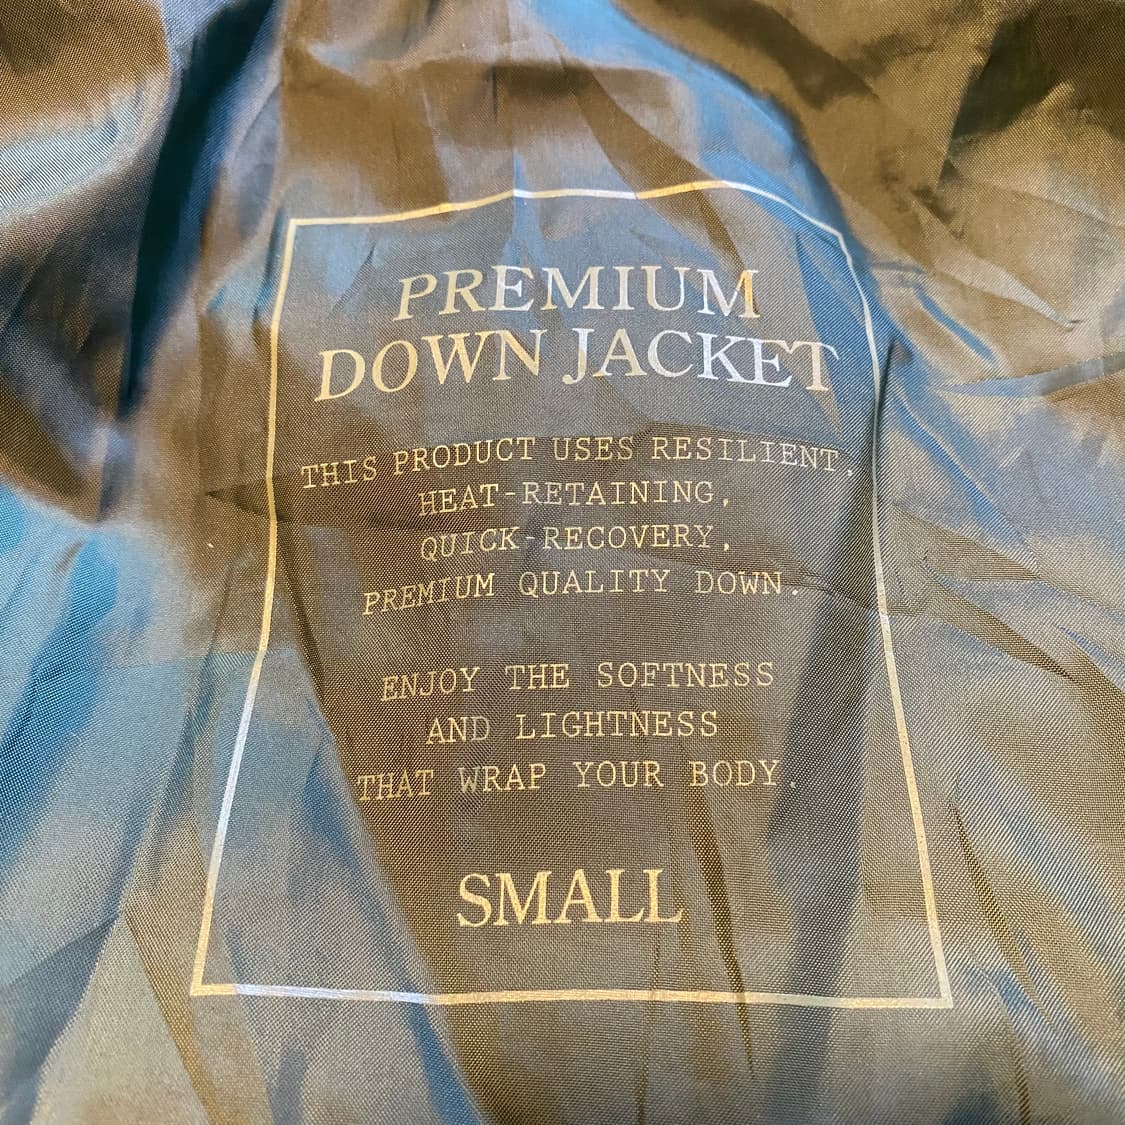 PREMIUM
DOWN JACKET
THIS PRODUCT USES RESILIENT,
HEAT-RETAINING,
QUICK-RECOVERY,
PREMIUM QUALITY DOWN.
ENJOY THE SOFTNESS
AND LIGHTNESS
THAT WRAP YOUR BODY.
SMALL